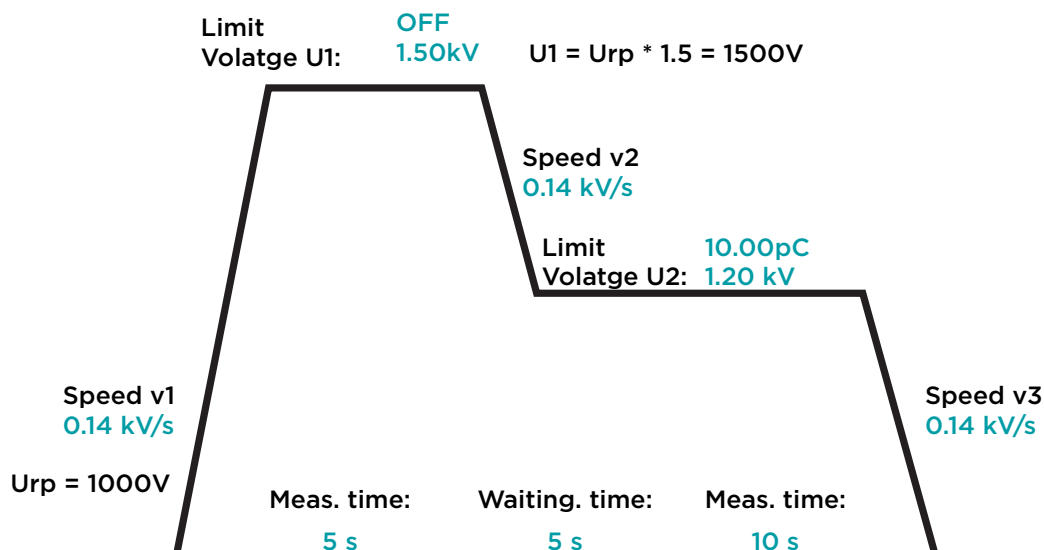 Limit OFF
Volatge U1: 1.50kV U1 = Urp * 1.5 = 1500V
Speed v2
0.14 kV/s
Limit 10.00pC
Volatge U2: 1.20 kV
Speed v1 Speed v3
0.14 kV/s 0.14 kV/s
Urp = 1000V
Meas. time: Waiting. time: Meas. time:
5 s 5 s 10 s